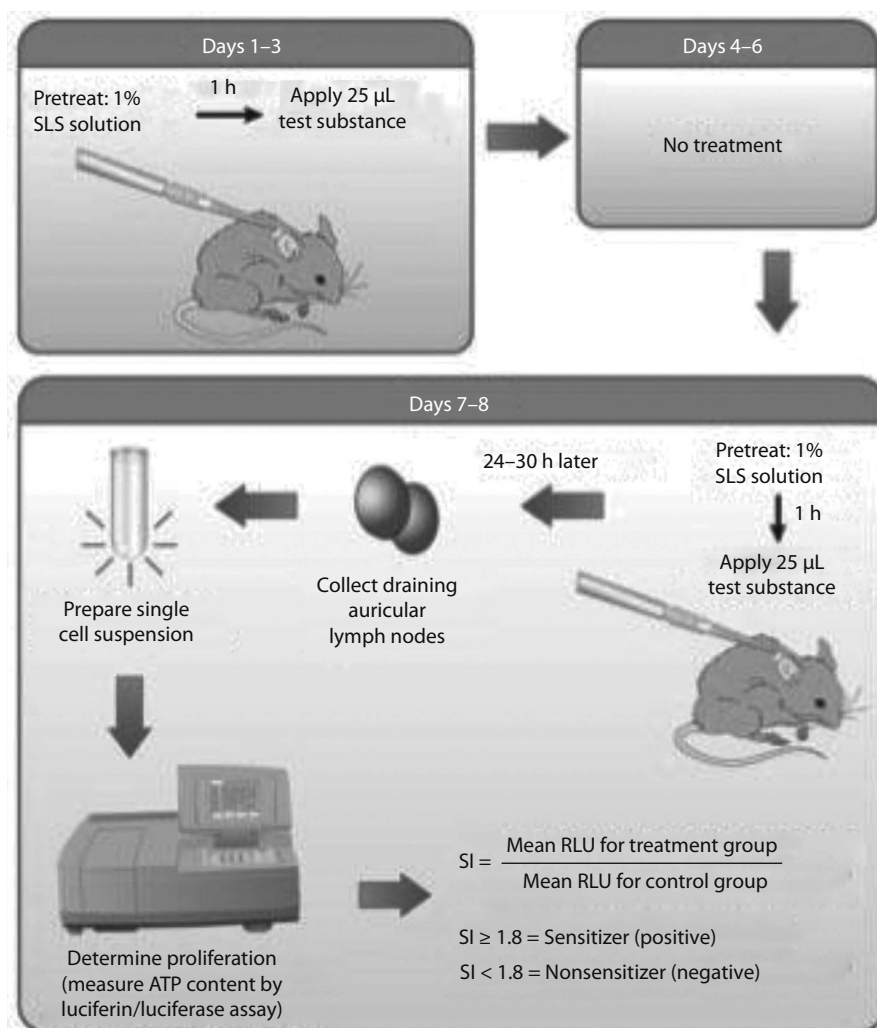 Days 1–3
Pretreat: 1%
SLS solution
1 h
Apply 25 µL
test substance
Days 4–6
No treatment
Days 7–8
Pretreat: 1%
SLS solution
1 h
Apply 25 µL
test substance
24–30 h later
Collect draining
auricular
lymph nodes
Prepare single
cell suspension
Determine proliferation
(measure ATP content by
luciferin/luciferase assay)
SI = Mean RLU for treatment group
Mean RLU for control group
SI ≥ 1.8 = Sensitizer (positive)
SI < 1.8 = Nonsensitizer (negative)